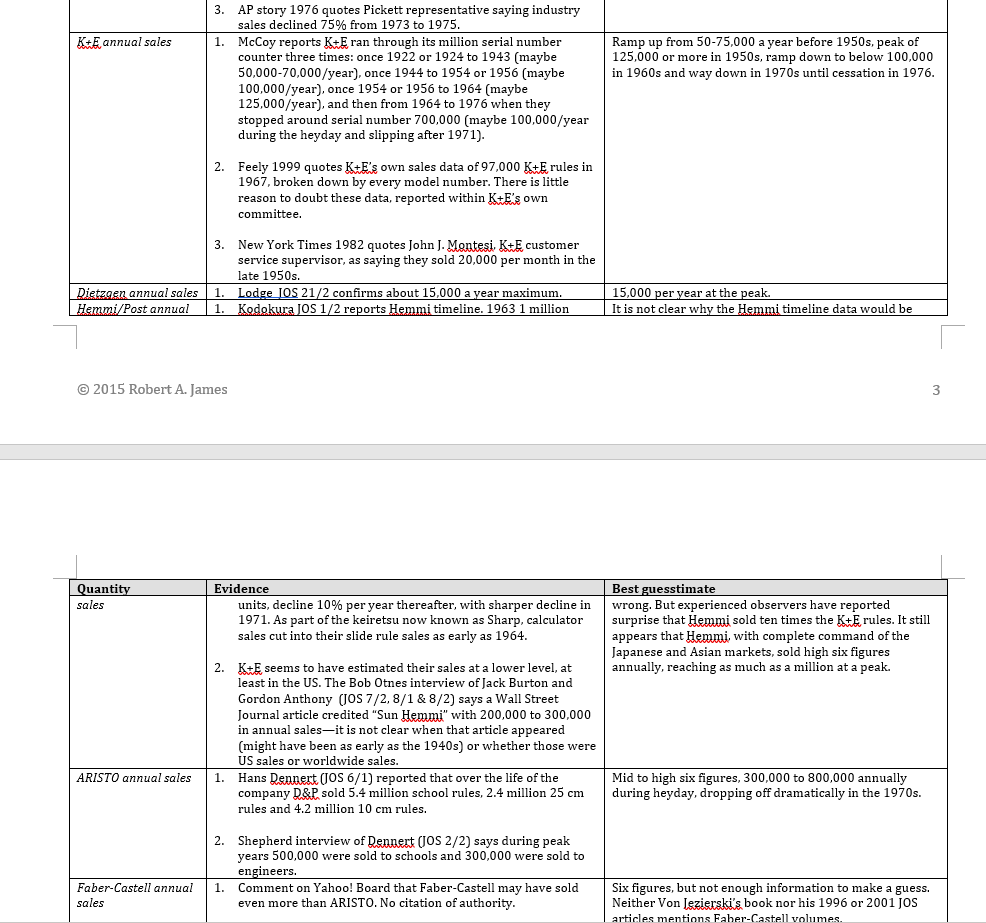 3. AP story 1976 quotes Pickett representative saying industry
sales declined 75% from 1973 to 1975.
K+E annual sales
1. McCoy reports K+E ran through its million serial number
counter three times: once 1922 or 1924 to 1943 (maybe
50,000-70,000/year), once 1944 to 1954 or 1956 (maybe
100,000/year), once 1954 or 1956 to 1964 (maybe
125,000/year), and then from 1964 to 1976 when they
stopped around serial number 700,000 (maybe 100,000/year
during the heyday and slipping after 1971).
2. Feely 1999 quotes K+E's own sales data of 97,000 K+E rules in
1967, broken down by every model number. There is little
reason to doubt these data, reported within K+E's own
committee.
3. New York Times 1982 quotes John J. Montesi, K+E customer
service supervisor, as saying they sold 20,000 per month in the
late 1950s.
Ramp up from 50-75,000 a year before 1950s, peak of
125,000 or more in 1950s, ramp down to below 100,000
in 1960s and way down in 1970s until cessation in 1976.
Dietzgen annual sales
1. Lodge JOS 21/2 confirms about 15,000 a year maximum.
15,000 per year at the peak.
Hemmi/Post annual
1. Kodokura JOS 1/2 reports Hemmi timeline. 1963 1 million
It is not clear why the Hemmi timeline data would be
© 2015 Robert A. James
3
Quantity
Evidence
Best guesstimate
sales
units, decline 10% per year thereafter, with sharper decline in
1971. As part of the keiretsu now known as Sharp, calculator
sales cut into their slide rule sales as early as 1964.
2. K+E seems to have estimated their sales at a lower level, at
least in the US. The Bob Otnes interview of Jack Burton and
Gordon Anthony (JOS 7/2, 8/1 & 8/2) says a Wall Street
Journal article credited “Sun Hemmi” with 200,000 to 300,000
in annual sales—it is not clear when that article appeared
(might have been as early as the 1940s) or whether those were
US sales or worldwide sales.
wrong. But experienced observers have reported
surprise that Hemmi sold ten times the K+E rules. It still
appears that Hemmi, with complete command of the
Japanese and Asian markets, sold high six figures
annually, reaching as much as a million at a peak.
ARISTO annual sales
1. Hans Dennert (JOS 6/1) reported that over the life of the
company D&P sold 5.4 million school rules, 2.4 million 25 cm
rules and 4.2 million 10 cm rules.
2. Shepherd interview of Dennert (JOS 2/2) says during peak
years 500,000 were sold to schools and 300,000 were sold to
engineers.
Mid to high six figures, 300,000 to 800,000 annually
during heyday, dropping off dramatically in the 1970s.
Faber-Castell annual
sales
1. Comment on Yahoo! Board that Faber-Castell may have sold
even more than ARISTO. No citation of authority.
Six figures, but not enough information to make a guess.
Neither Von Jezierski's book nor his 1996 or 2001 JOS
articles mentions Faber-Castell volumes.